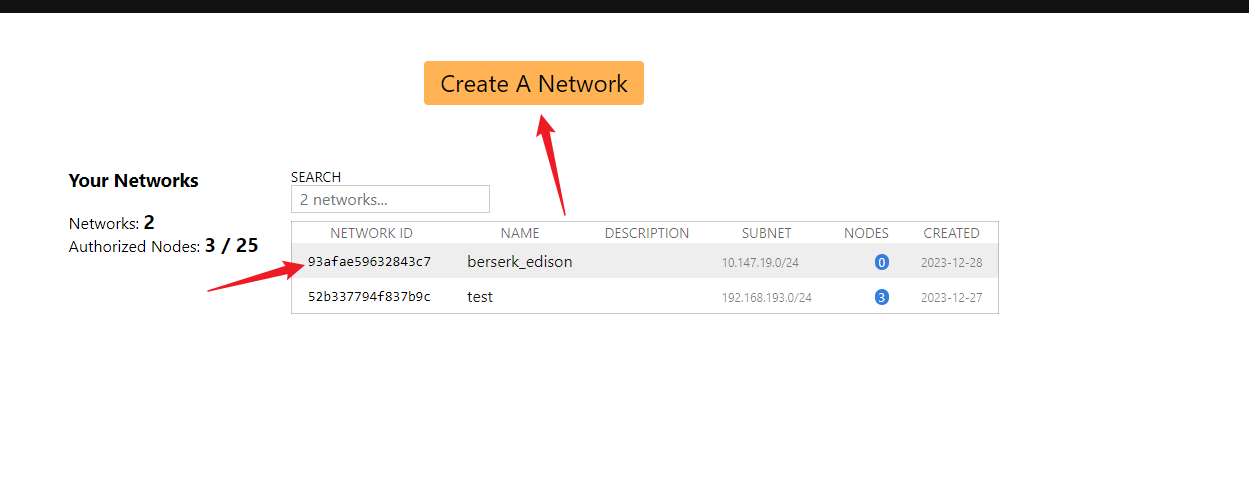 Create A Network
Your Networks
Networks: 2
Authorized Nodes: 3 / 25
SEARCH
2 networks...
NETWORK ID NAME DESCRIPTION SUBNET NODES CREATED
93afae59632843c7 berserk_edison 10.147.19.0/24 0 2023-12-28
52b337794f837b9c test 192.168.193.0/24 3 2023-12-27